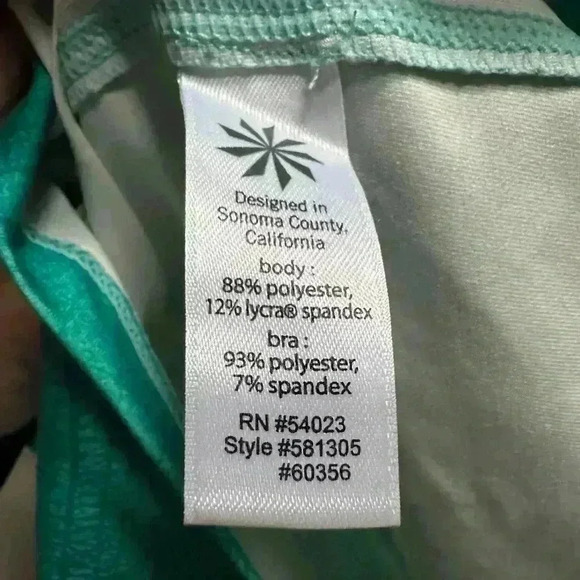 Designed in
Sonoma County,
California
body :
88% polyester,
12% lycra® spandex
bra :
93% polyester,
7% spandex
RN #54023
Style #581305
#60356